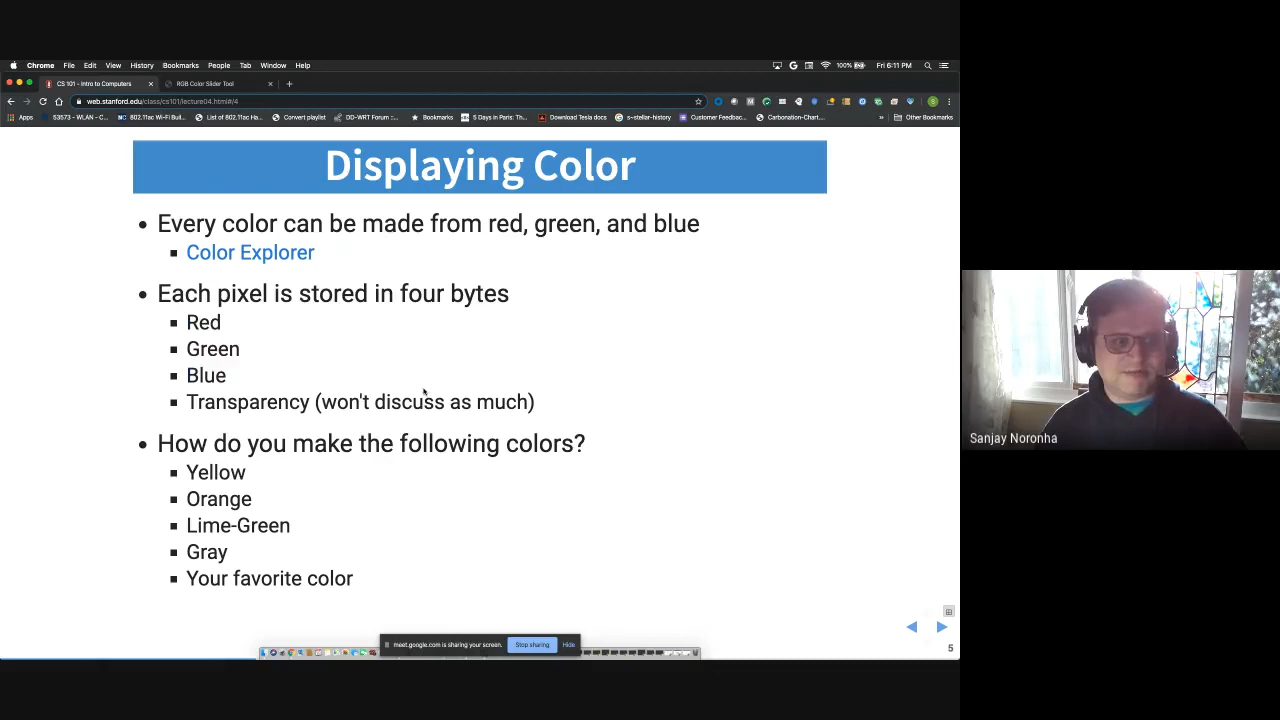 Chrome File Edit View History Bookmarks People Tab Window Help 100% Fri 6:11 PM
CS 101 - Intro to Computers RGB Color Slider Tool
web.stanford.edu/class/cs101/lecture04.html#/4
Apps 53573 – WLAN – C... 802.11ac Wi-Fi Buil... List of 802.11ac Ha... Convert playlist DD-WRT Forum ::... Bookmarks 5 Days in Paris: Th... Download Tesla docs s~stellar-history Customer Feedbac... Carbonation-Chart,... » Other Bookmarks
Displaying Color
• Every color can be made from red, green, and blue
▪ Color Explorer
• Each pixel is stored in four bytes
▪ Red
▪ Green
▪ Blue
▪ Transparency (won't discuss as much)
• How do you make the following colors?
▪ Yellow
▪ Orange
▪ Lime-Green
▪ Gray
▪ Your favorite color
Sanjay Noronha
meet.google.com is sharing your screen. Stop sharing Hide
5